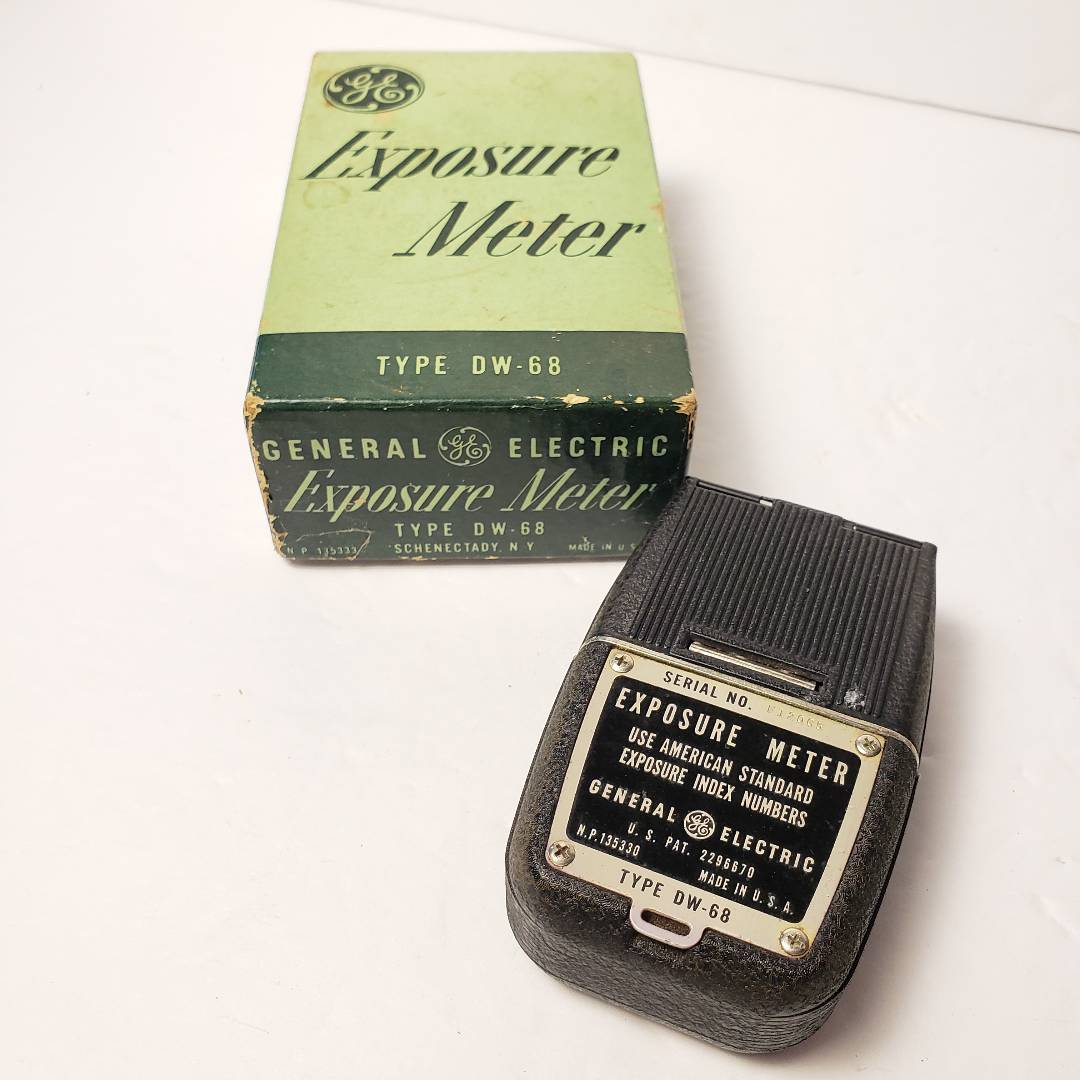 GE
Exposure
Meter
TYPE DW-68
GENERAL GE ELECTRIC
Exposure Meter
TYPE DW-68
N.P. 135333 SCHENECTADY, N Y MADE IN U
SERIAL NO.
EXPOSURE METER
USE AMERICAN STANDARD
EXPOSURE INDEX NUMBERS
GENERAL GE ELECTRIC
U. S. PAT. 2296670
N.P.135330 MADE IN U.S.A.
TYPE DW-68